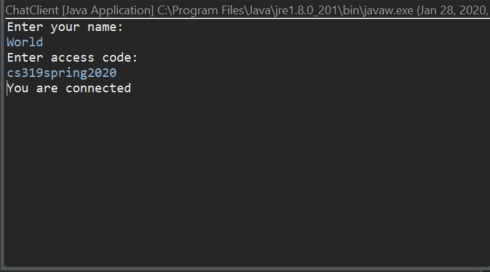 ChatClient [Java Application] C:\Program Files\Java\jre1.8.0_201\bin\javaw.exe (Jan 28, 2020,
Enter your name:
World
Enter access code:
cs319spring2020
You are connected